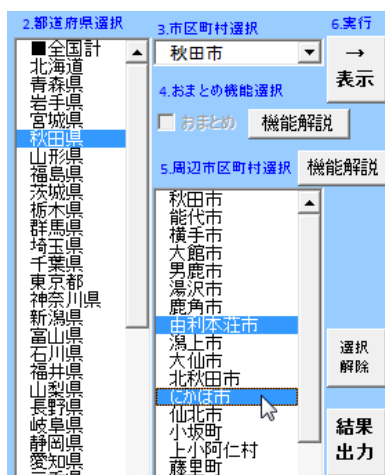 2.都道府県選択
■全国計
北海道
青森県
岩手県
宮城県
秋田県
山形県
福島県
茨城県
栃木県
群馬県
埼玉県
千葉県
東京都
神奈川県
新潟県
富山県
石川県
福井県
山梨県
長野県
岐阜県
静岡県
愛知県
3.市区町村選択
秋田市
4.おまとめ機能選択
おまとめ
機能解説
5.周辺市区町村選択
機能解説
秋田市
能代市
横手市
大館市
男鹿市
湯沢市
鹿角市
由利本荘市
潟上市
大仙市
北秋田市
にかほ市
仙北市
小坂町
上小阿仁村
藤里町
6.実行
→
表示
選択
解除
結果
出力